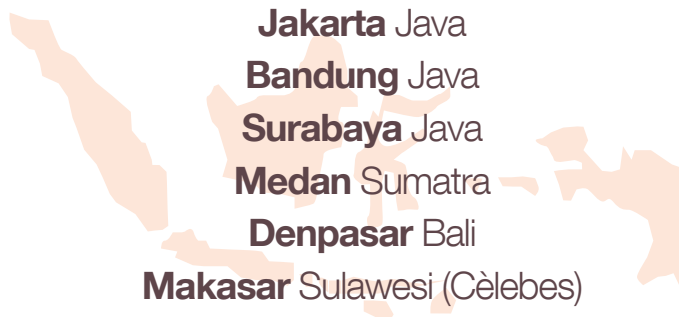 Jakarta Java
Bandung Java
Surabaya Java
Medan Sumatra
Denpasar Bali
Makasar Sulawesi (Cèlebes)